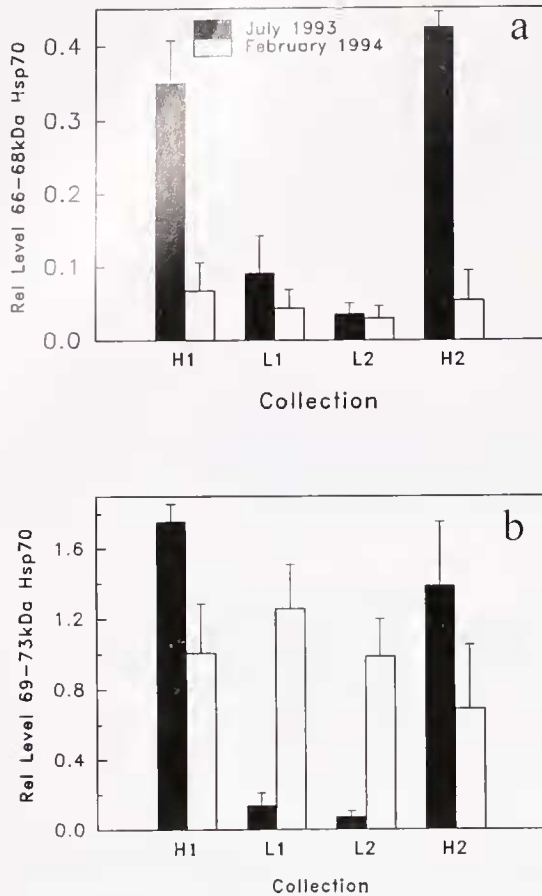 a
July 1993
February 1994
Rel Level 66-68kDa Hsp70
0.4
0.3
0.2
0.1
0.0
H1 L1 L2 H2
Collection
b
Rel Level 69-73kDa Hsp70
1.6
1.2
0.8
0.4
0.0
H1 L1 L2 H2
Collection